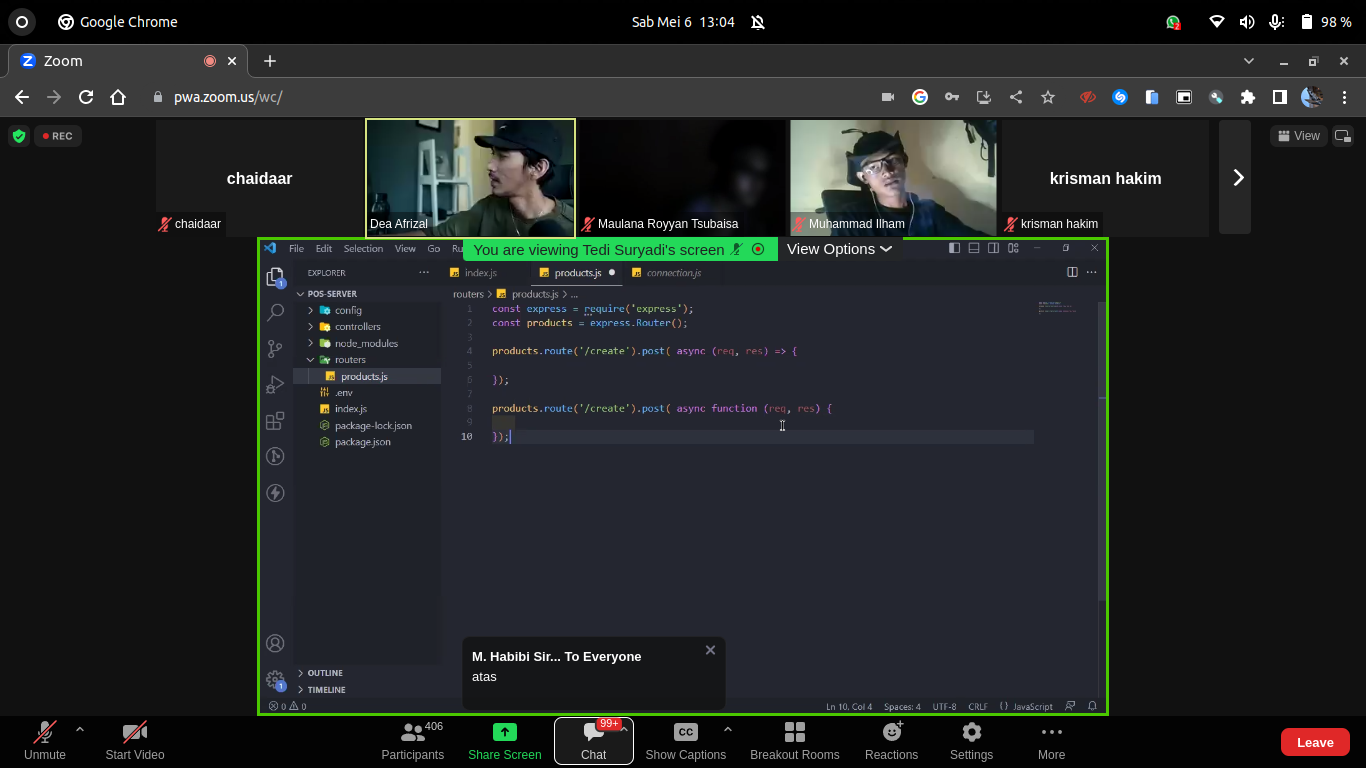 Google Chrome
Sab Mei 6 13:04
98 %
Zoom
pwa.zoom.us/wc/
REC
View
chaidaar
krisman hakim
chaidaar
Dea Afrizal
Maulana Royyan Tsubaisa
Muhammad Ilham
krisman hakim
File Edit Selection View Go Ru
You are viewing Tedi Suryadi's screen
View Options
EXPLORER
index.js
products.js
connection.js
POS-SERVER
config
controllers
node_modules
routers
products.js
.env
index.js
package-lock.json
package.json
routers > products.js > ...
1 const express = require('express');
2 const products = express.Router();
3
4 products.route('/create').post( async (req, res) => {
5
6 });
7
8 products.route('/create').post( async function (req, res) {
9
10 });
M. Habibi Sir... To Everyone
atas
OUTLINE
TIMELINE
0 0
Ln 10, Col 4 Spaces: 4 UTF-8 CRLF {} JavaScript
Unmute
Start Video
406
Participants
Share Screen
99+
Chat
CC
Show Captions
Breakout Rooms
Reactions
Settings
More
Leave